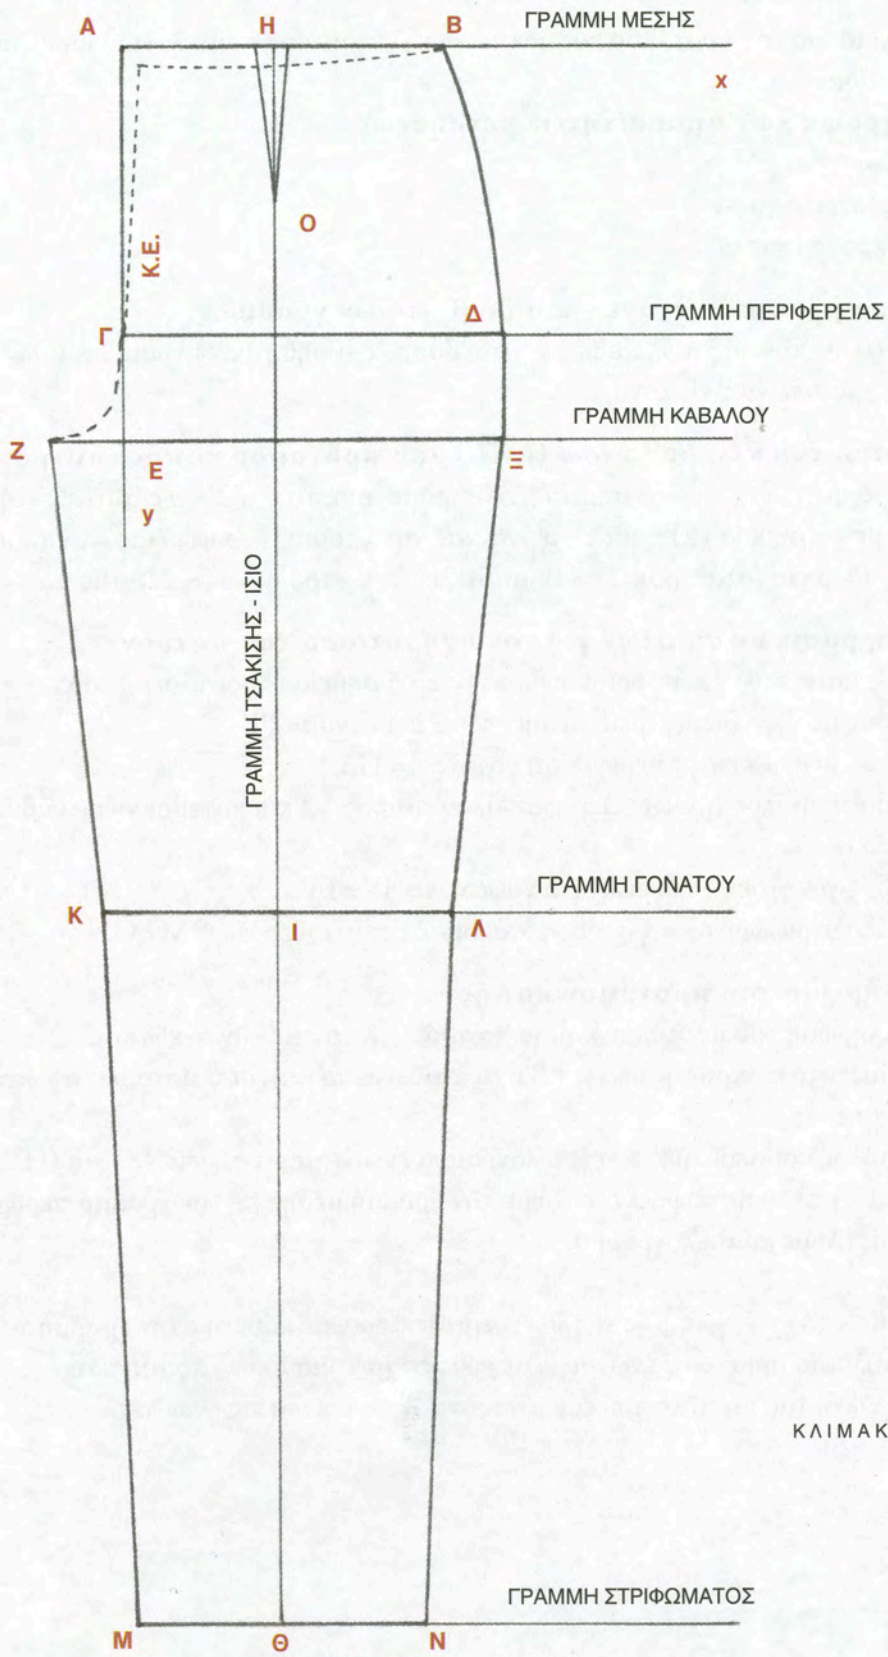 Α Η Β ΓΡΑΜΜΗ ΜΕΣΗΣ
x
Ο
Κ.Ε.
Γ Δ ΓΡΑΜΜΗ ΠΕΡΙΦΕΡΕΙΑΣ
ΓΡΑΜΜΗ ΚΑΒΑΛΟΥ
Ζ Ε Ξ
y
ΓΡΑΜΜΗ ΤΣΑΚΙΣΗΣ - ΙΣΙΟ
ΓΡΑΜΜΗ ΓΟΝΑΤΟΥ
Κ Ι Λ
ΚΛΙΜΑΚ
ΓΡΑΜΜΗ ΣΤΡΙΦΩΜΑΤΟΣ
Μ Θ Ν